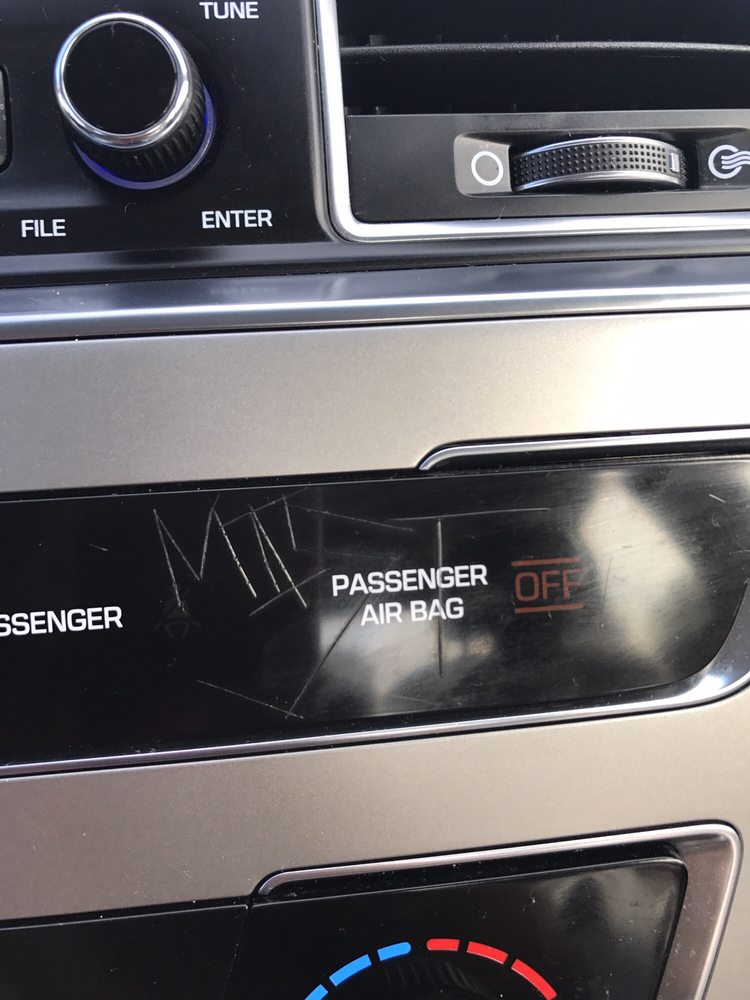 TUNE
FILE
ENTER
SSENGER
PASSENGER
AIR BAG
OFF